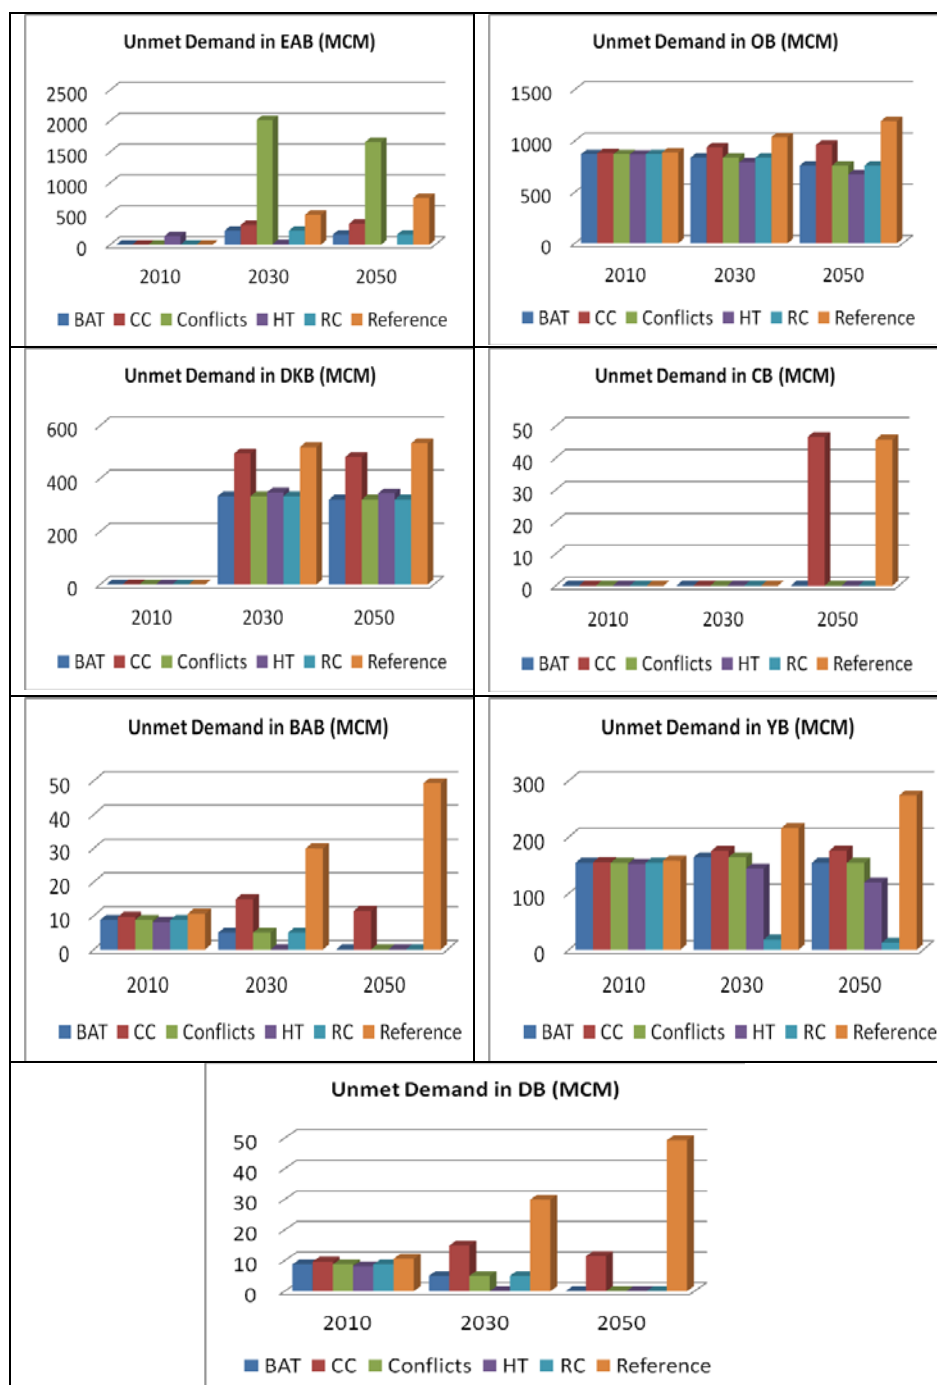 Unmet Demand in EAB (MCM)
2500
2000
1500
1000
500
0
2010 2030 2050
BAT CC Conflicts HT RC Reference
Unmet Demand in OB (MCM)
1500
1000
500
0
2010 2030 2050
BAT CC Conflicts HT RC Reference
Unmet Demand in DKB (MCM)
600
400
200
0
2010 2030 2050
BAT CC Conflicts HT RC Reference
Unmet Demand in CB (MCM)
50
40
30
20
10
0
2010 2030 2050
BAT CC Conflicts HT RC Reference
Unmet Demand in BAB (MCM)
50
40
30
20
10
0
2010 2030 2050
BAT CC Conflicts HT RC Reference
Unmet Demand in YB (MCM)
300
200
100
0
2010 2030 2050
BAT CC Conflicts HT RC Reference
Unmet Demand in DB (MCM)
50
40
30
20
10
0
2010 2030 2050
BAT CC Conflicts HT RC Reference